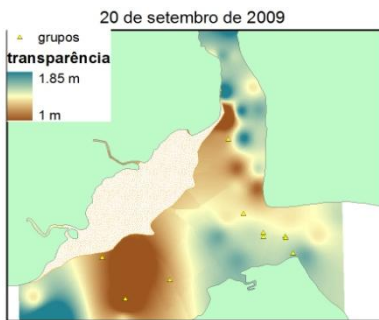 20 de setembro de 2009
grupos
transparência
1.85 m
1 m